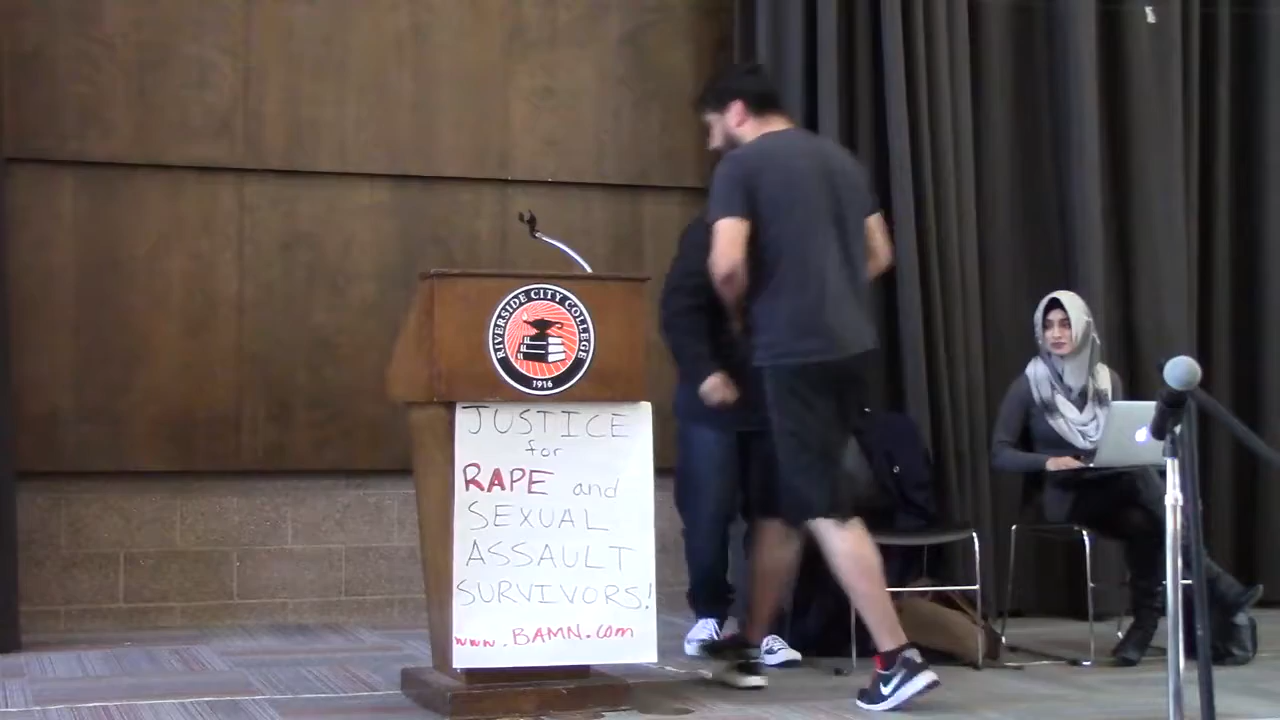 RIVERSIDE CITY COLLEGE
1916
JUSTICE
for
RAPE and
SEXUAL
ASSAULT
SURVIVORS!
www.BAMN.com